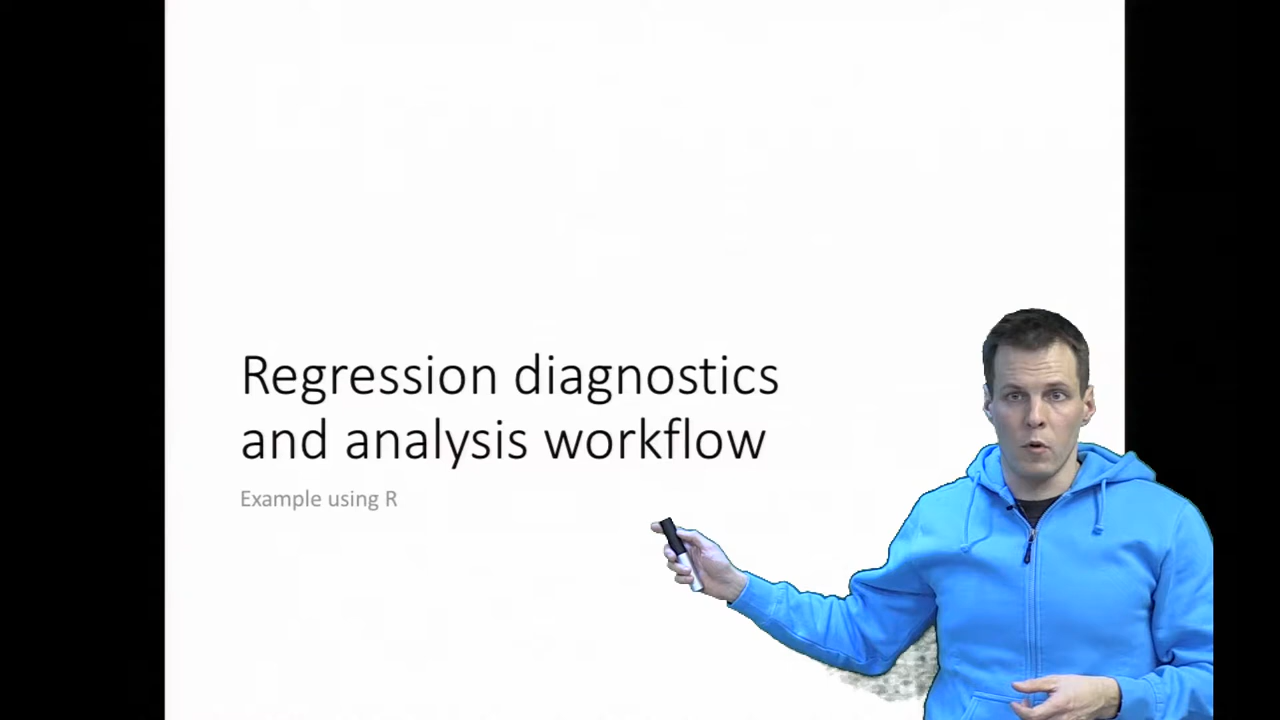 Regression diagnostics
and analysis workflow
Example using R